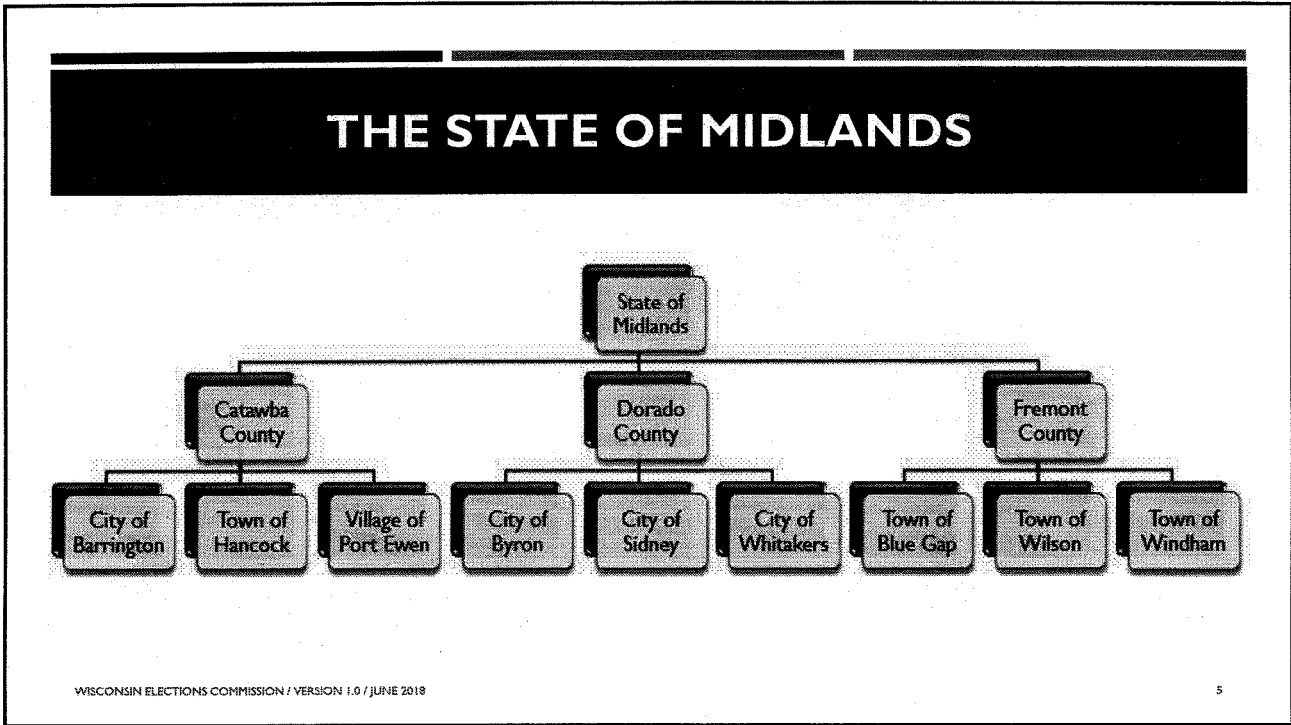 THE STATE OF MIDLANDS
State of
Midlands
Catawba
County
Dorado
County
Fremont
County
City of
Barrington
Town of
Hancock
Village of
Port Ewen
City of
Byron
City of
Sidney
City of
Whitakers
Town of
Blue Gap
Town of
Wilson
Town of
Windham
WISCONSIN ELECTIONS COMMISSION / VERSION 1.0 / JUNE 2018
5